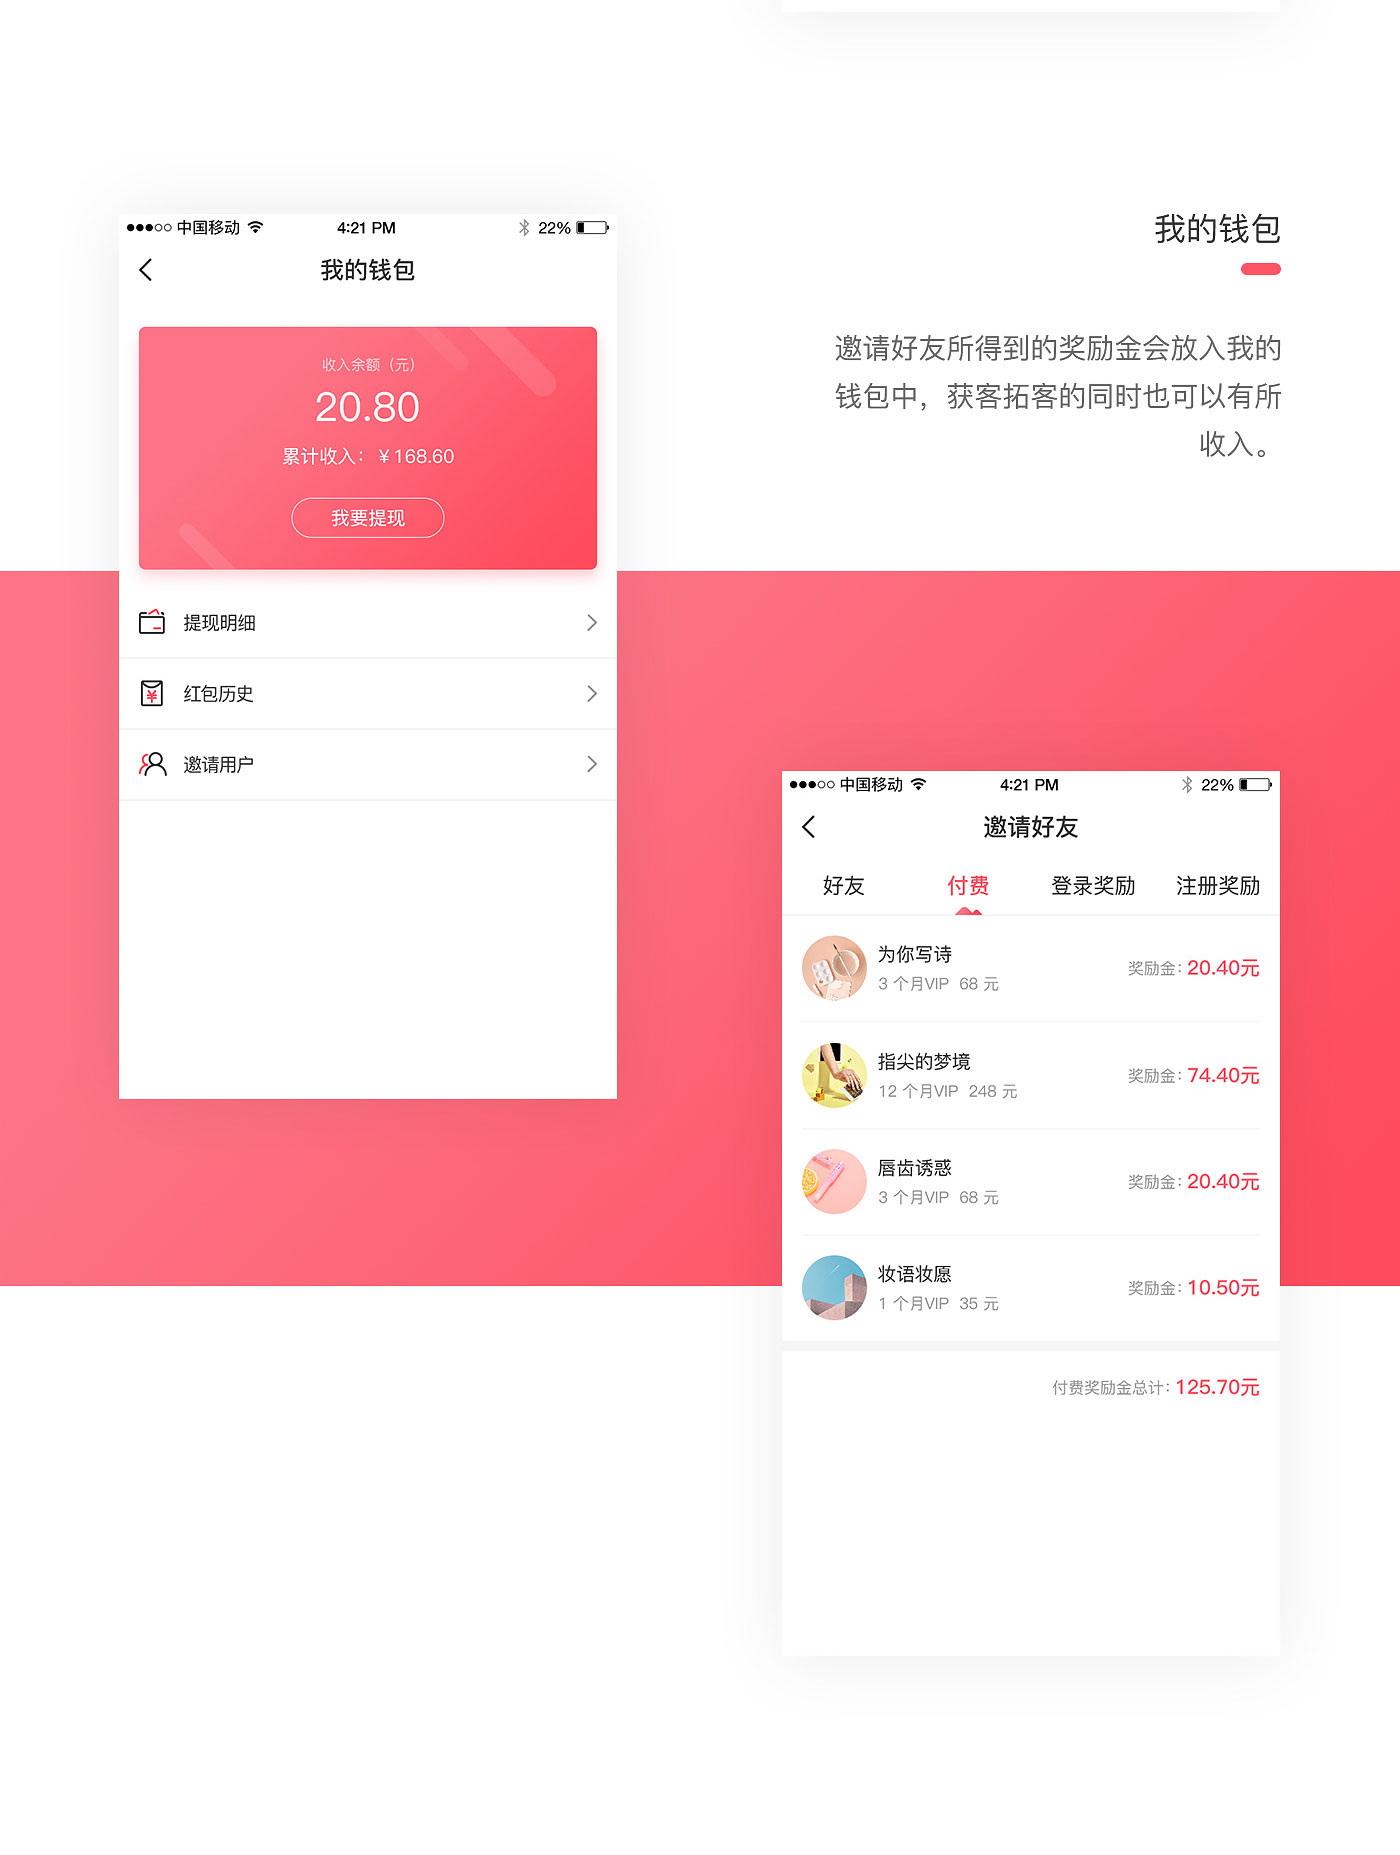 中国移动 4:21 PM 22%
我的钱包
收入余额（元）
20.80
累计收入：￥168.60
我要提现
提现明细
红包历史
邀请用户
我的钱包
邀请好友所得到的奖励金会放入我的
钱包中，获客拓客的同时也可以有所
收入。
中国移动 4:21 PM 22%
邀请好友
好友 付费 登录奖励 注册奖励
为你写诗
3 个月VIP 68 元
奖励金：20.40元
指尖的梦境
12 个月VIP 248 元
奖励金：74.40元
唇齿诱惑
3 个月VIP 68 元
奖励金：20.40元
妆语妆愿
1 个月VIP 35 元
奖励金：10.50元
付费奖励金总计：125.70元